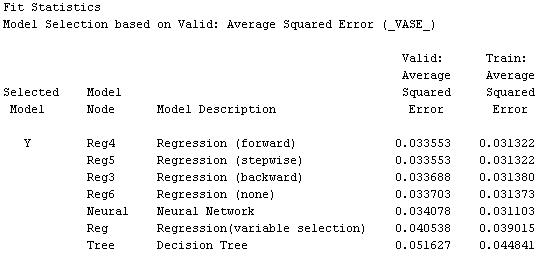 Fit Statistics
Model Selection based on Valid: Average Squared Error (_VASE_)
Valid: Train:
Average Average
Selected Model Squared Squared
Model Node Model Description Error Error
Y Reg4 Regression (forward) 0.033553 0.031322
Reg5 Regression (stepwise) 0.033553 0.031322
Reg3 Regression (backward) 0.033688 0.031380
Reg6 Regression (none) 0.033703 0.031373
Neural Neural Network 0.034078 0.031103
Reg Regression(variable selection) 0.040538 0.039015
Tree Decision Tree 0.051627 0.044841